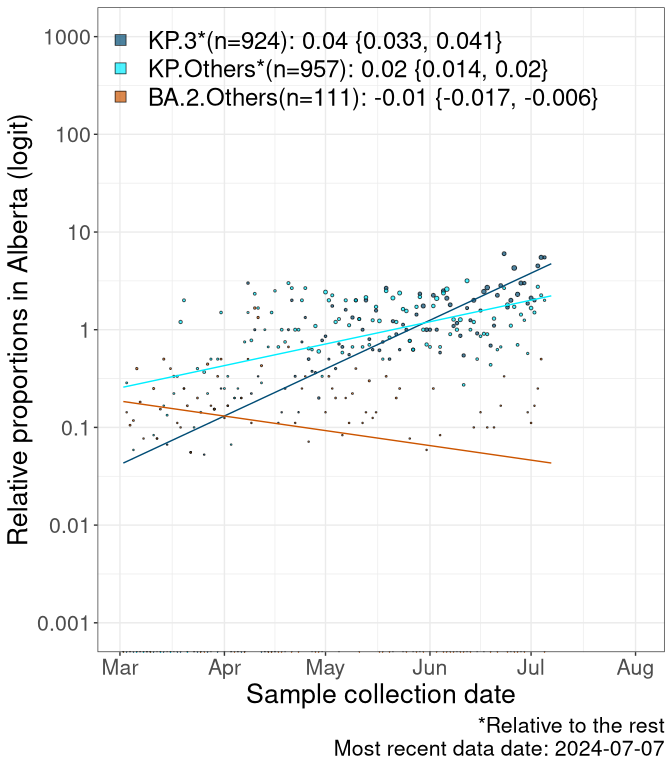 KP.3*(n=924): 0.04 {0.033, 0.041}
KP.Others*(n=957): 0.02 {0.014, 0.02}
BA.2.Others(n=111): -0.01 {-0.017, -0.006}
Relative proportions in Alberta (logit)
1000
100
10
1
0.1
0.01
0.001
Mar Apr May Jun Jul Aug
Sample collection date
*Relative to the rest
Most recent data date: 2024-07-07